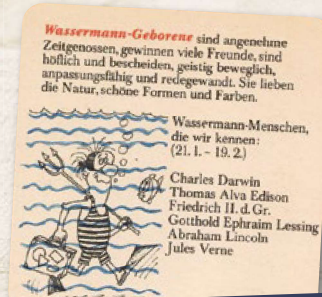 Wassermann-Geborene sind angenehme
Zeitgenossen, gewinnen viele Freunde, sind
höflich und bescheiden, geistig beweglich,
anpassungsfähig und redegewandt. Sie lieben
die Natur, schöne Formen und Farben.
Wassermann-Menschen,
die wir kennen:
(21. 1. - 19. 2.)
Charles Darwin
Thomas Alva Edison
Friedrich II. d. Gr.
Gotthold Ephraim Lessing
Abraham Lincoln
Jules Verne